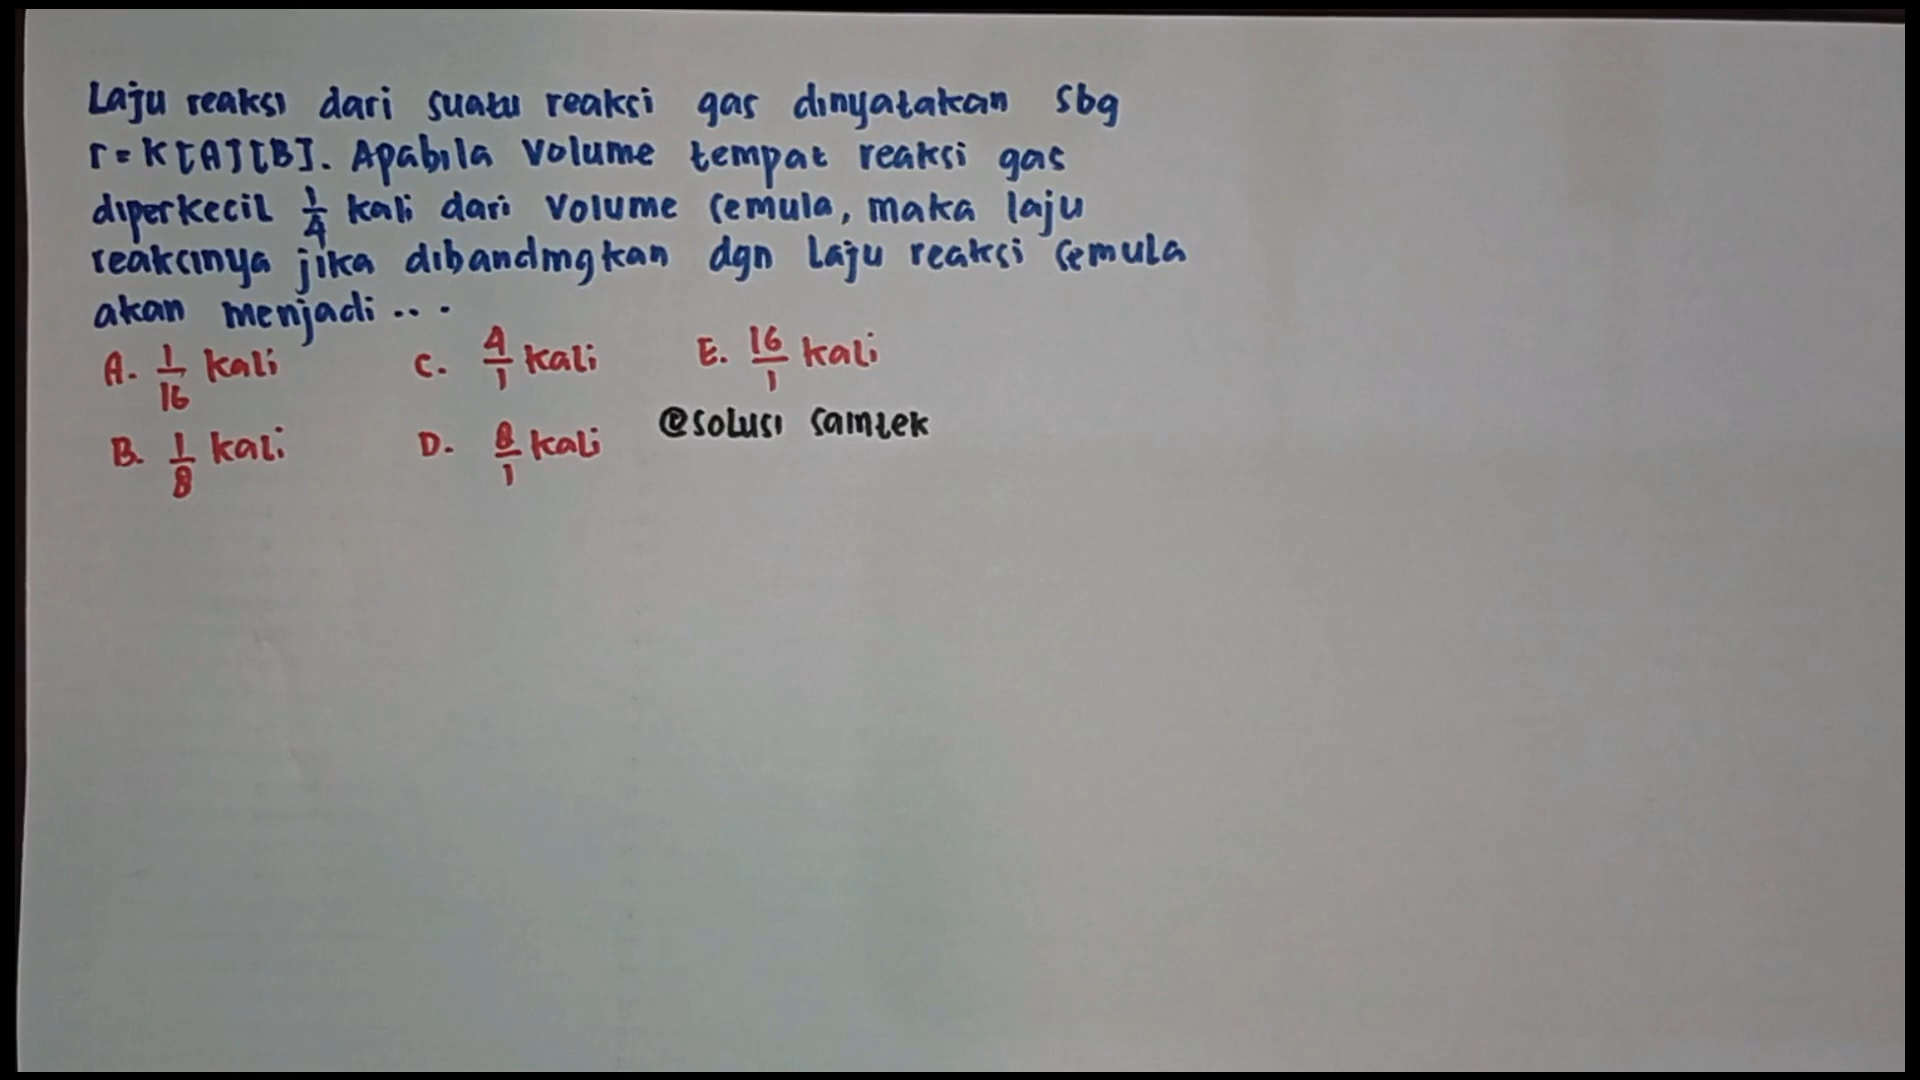 Laju reaksi dari suatu reaksi gas dinyatakan sbg
r = k[A][B]. Apabila volume tempat reaksi gas
diperkecil 1/4 kali dari volume semula, maka laju
reaksinya jika dibandingkan dgn laju reaksi semula
akan menjadi ...
A. 1/16 kali C. 4/1 kali E. 16/1 kali
B. 1/8 kali D. 8/1 kali @solusi samtek